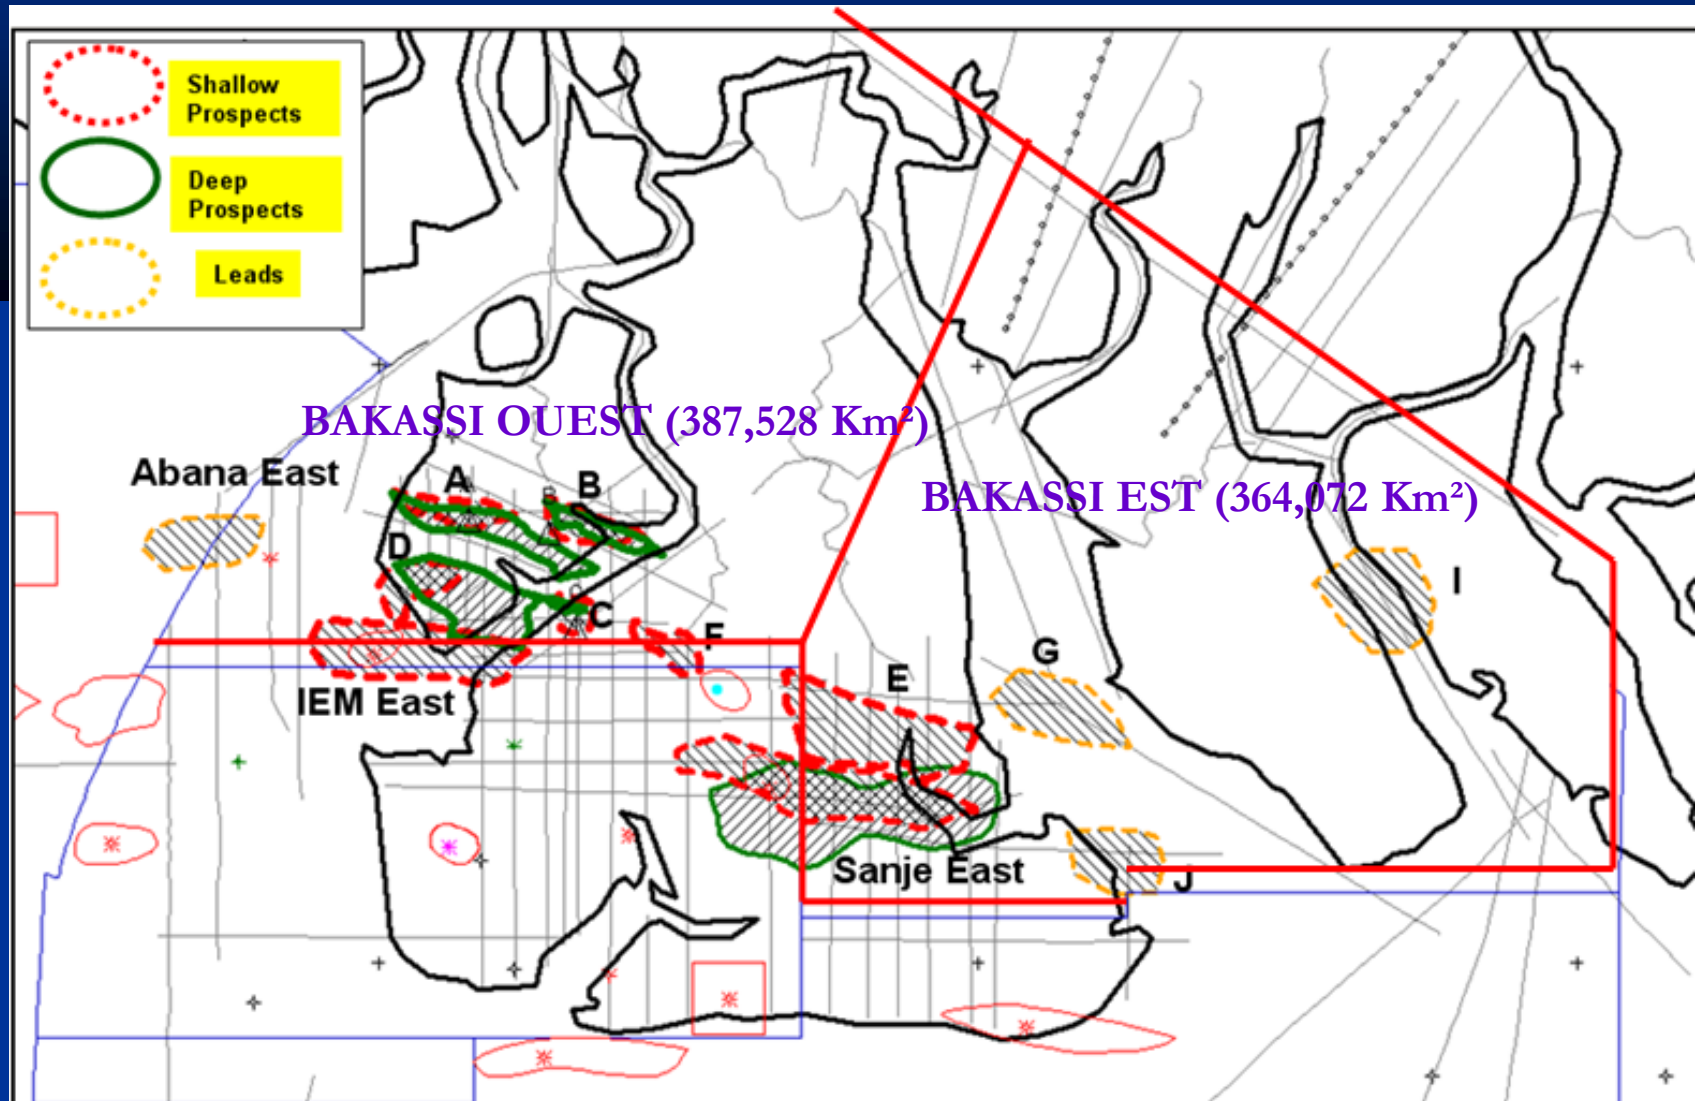 Shallow
Prospects
Deep
Prospects
Leads
BAKASSI OUEST (387,528 Km²)
Abana East
A
B
BAKASSI EST (364,072 Km²)
D
C
I
F
G
E
IEM East
Sanje East
J